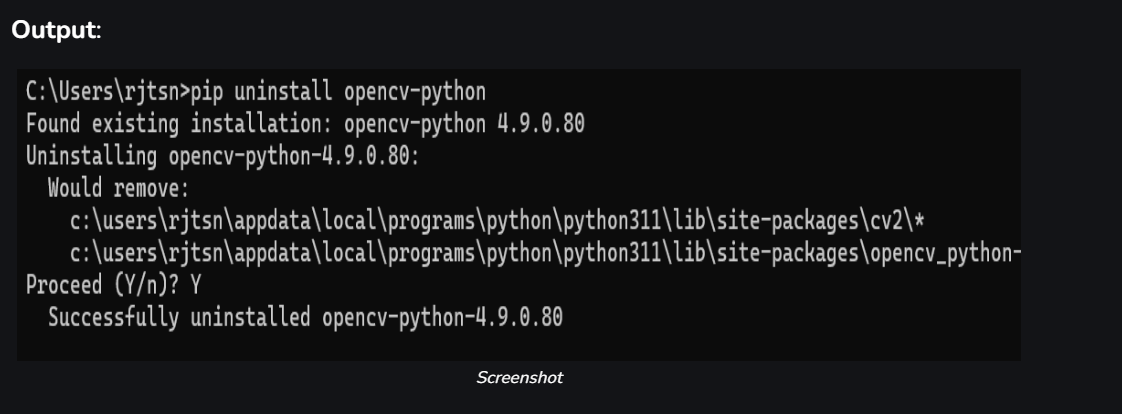 Output:
C:\Users\rjtsn>pip uninstall opencv-python
Found existing installation: opencv-python 4.9.0.80
Uninstalling opencv-python-4.9.0.80:
  Would remove:
    c:\users\rjtsn\appdata\local\programs\python\python311\lib\site-packages\cv2\*
    c:\users\rjtsn\appdata\local\programs\python\python311\lib\site-packages\opencv_python-
Proceed (Y/n)? Y
  Successfully uninstalled opencv-python-4.9.0.80
Screenshot